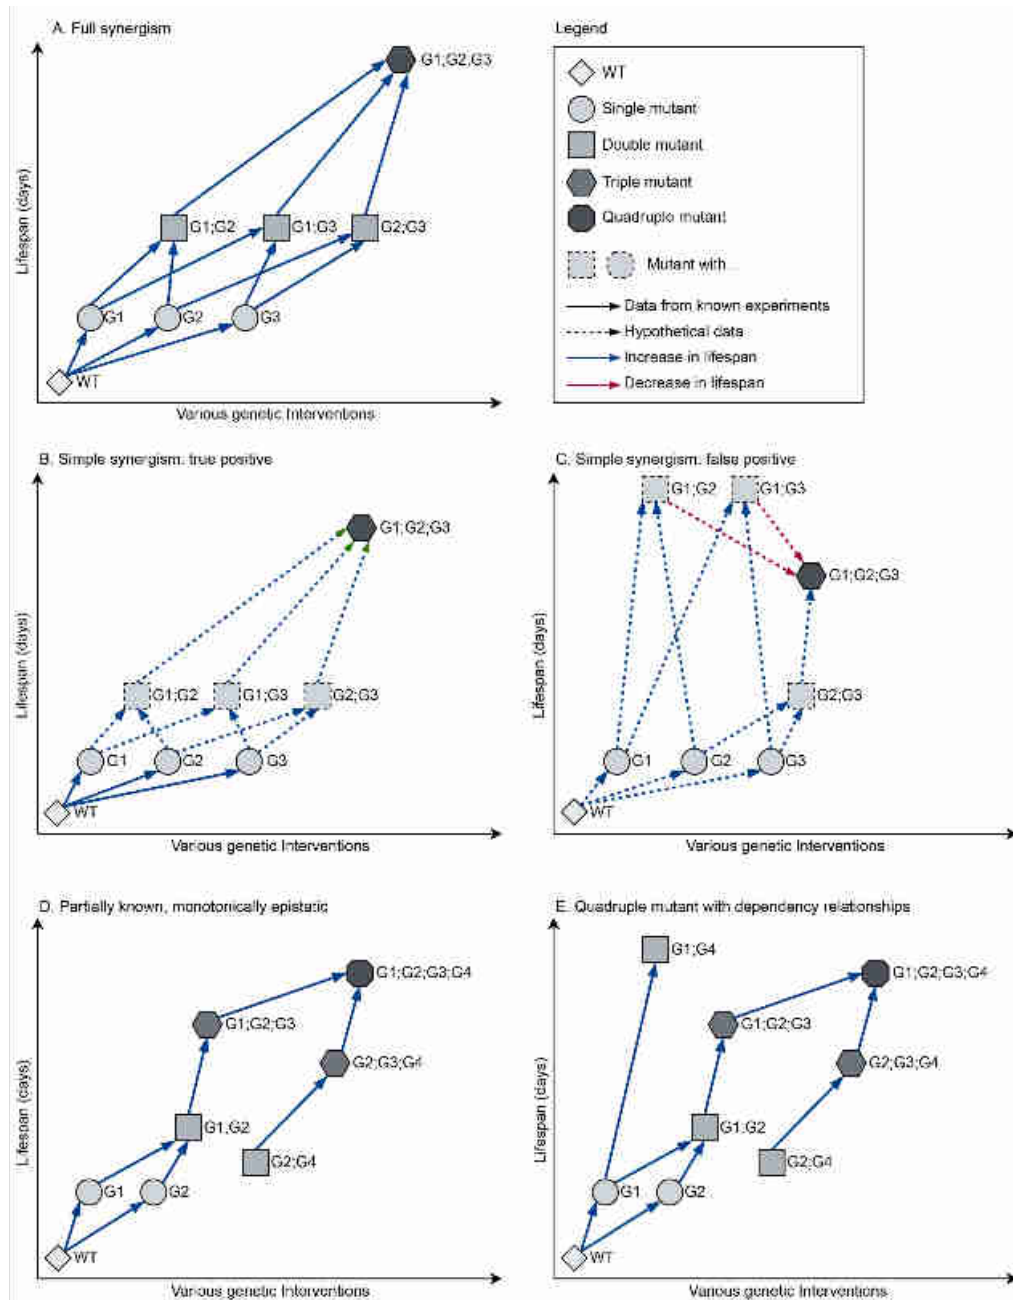 A. Full synergism
G1;G2,G3
G1;G2
G1;G3
G2;G3
G1
G2
G3
WT
Lifespan (days)
Various genetic Interventions
Legend
WT
Single mutant
Double mutant
Triple mutant
Quadruple mutant
Mutant with...
Data from known experiments
Hypothetical data
Increase in lifespan
Decrease in lifespan
B. Simple synergism: true positive
G1;G2;G3
G1;G2
G1;G3
G2;G3
G1
G2
G3
WT
Lifespan (days)
Various genetic Interventions
C. Simple synergism: false positive
G1;G2
G1;G3
G1;G2;G3
G2;G3
G1
G2
G3
WT
Lifespan (days)
Various genetic Interventions
D. Partially known, monotonically epistatic
G1;G2;G3;G4
G1;G2;G3
G2;G3;G4
G1;G2
G2;G4
G1
G2
WT
Lifespan (days)
Various genetic Interventions
E. Quadruple mutant with dependency relationships
G1;G4
G1;G2;G3;G4
G1;G2;G3
G2;G3;G4
G1;G2
G2;G4
G1
G2
WT
Lifespan (days)
Various genetic Interventions